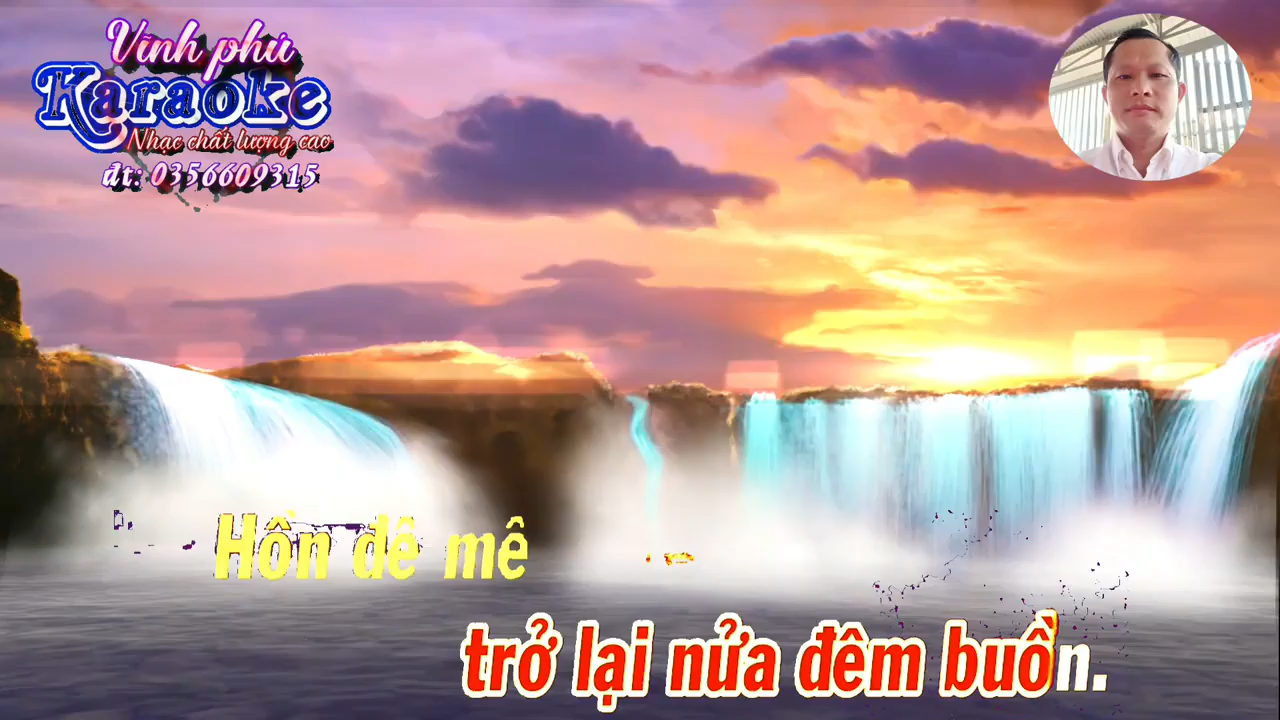 Vĩnh phú
Karaoke
Nhạc chất lượng cao
đt: 0356609315
Hồn đê mê
trở lại nửa đêm buồn.